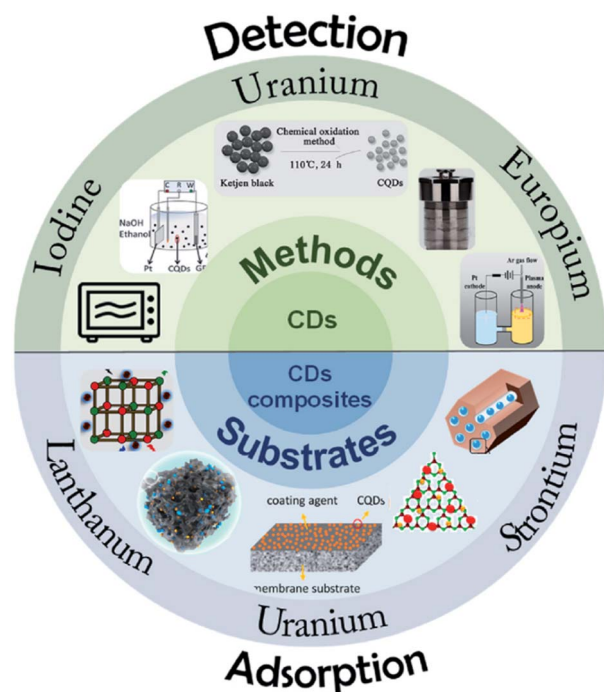 Detection
Uranium
Iodine
Europium
Chemical oxidation
method
110℃, 24 h
Ketjen black
CQDs
C R W
NaOH
Ethanol
Pt CQDs GF
Ar gas flow
Pt
cathode
Plasma
anode
Methods
CDs
CDs
composites
Substrates
coating agent
CQDs
membrane substrate
Lanthanum
Strontium
Uranium
Adsorption